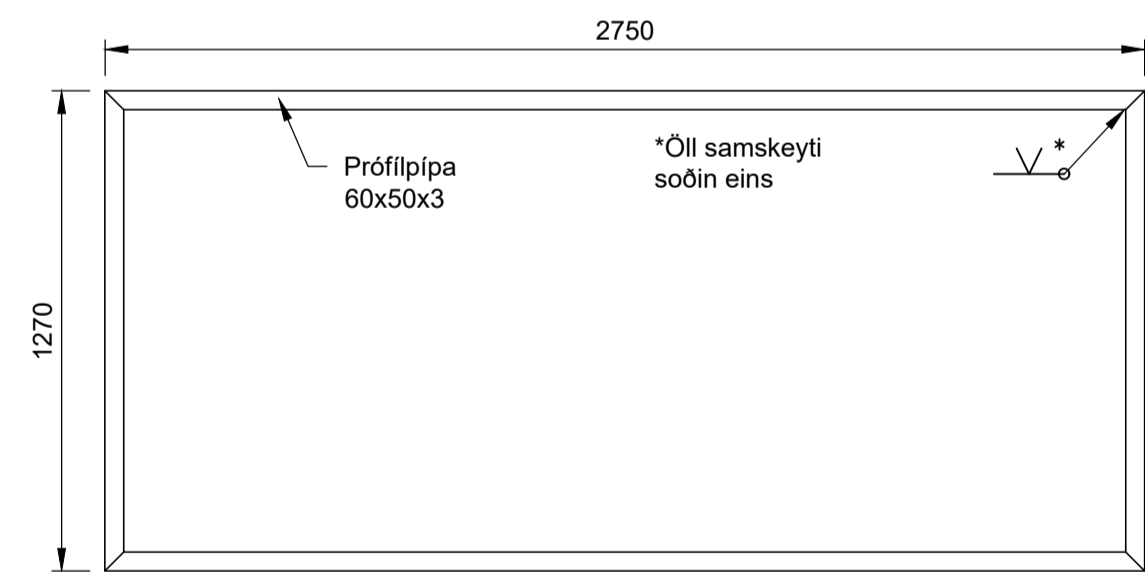 2750
*Öll samskeyti
soðin eins
*
Prófílpípa
60x50x3
1270